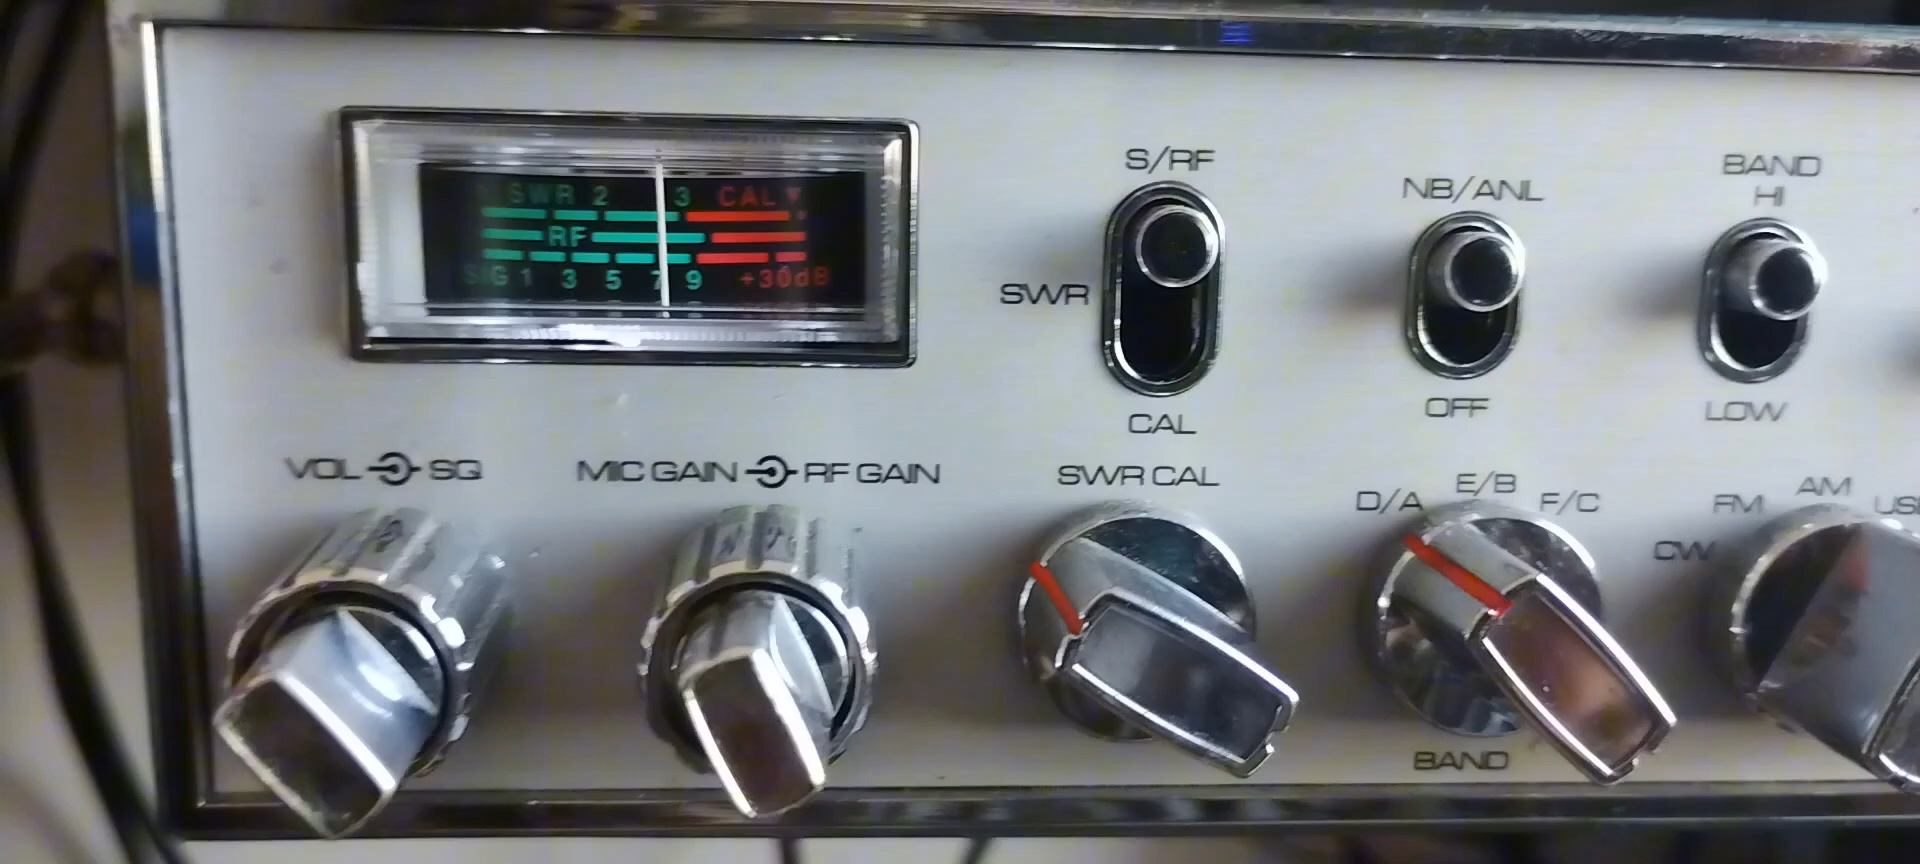 SWR 2 3 CAL
RF
SIG 1 3 5 7 9 +30dB
S/RF
SWR
CAL
NB/ANL
OFF
BAND
HI
LOW
VOL SQ
MIC GAIN RF GAIN
SWR CAL
D/A E/B F/C
BAND
CW FM AM